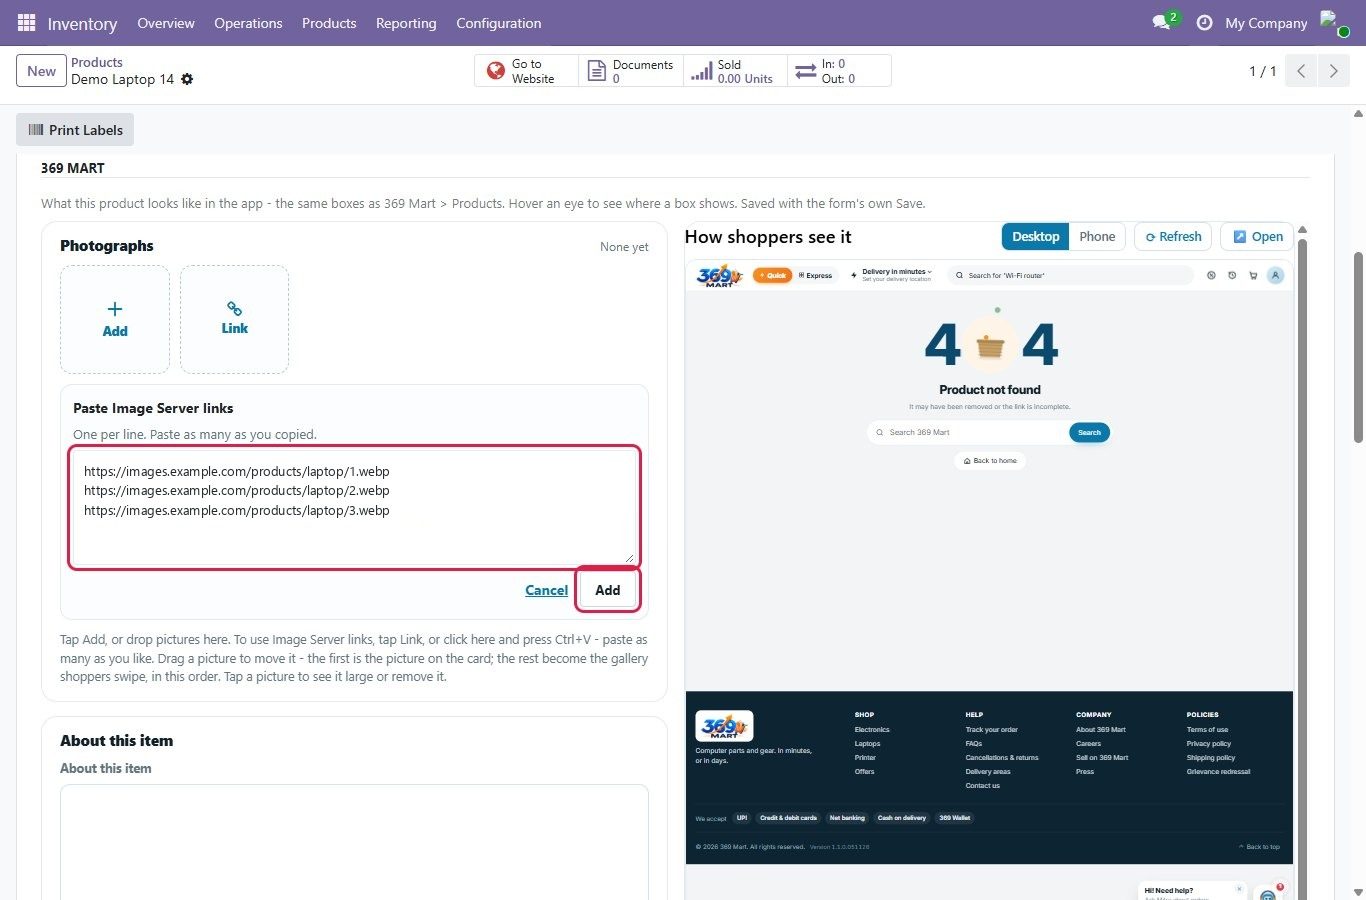 Inventory Overview Operations Products Reporting Configuration 2 My Company
New
Products
Demo Laptop 14
Go to Website
Documents 0
Sold 0.00 Units
In: 0
Out: 0
1 / 1
Print Labels
369 MART
What this product looks like in the app - the same boxes as 369 Mart > Products. Hover an eye to see where a box shows. Saved with the form's own Save.
Photographs
None yet
Add
Link
Paste Image Server links
One per line. Paste as many as you copied.
https://images.example.com/products/laptop/1.webp
https://images.example.com/products/laptop/2.webp
https://images.example.com/products/laptop/3.webp
Cancel Add
Tap Add, or drop pictures here. To use Image Server links, tap Link, or click here and press Ctrl+V - paste as
many as you like. Drag a picture to move it - the first is the picture on the card; the rest become the gallery
shoppers swipe, in this order. Tap a picture to see it large or remove it.
About this item
About this item
How shoppers see it
Desktop Phone Refresh Open
369 MART
Quick Express
Delivery in minutes
Set your delivery location
Search for 'Wi-Fi router'
4 4
Product not found
It may have been removed or the link is incomplete.
Search 369 Mart Search
Back to home
369 MART
Computer parts and gear. In minutes,
or in days.
SHOP
Electronics
Laptops
Printer
Offers
HELP
Track your order
FAQs
Cancellations & returns
Delivery areas
Contact us
COMPANY
About 369 Mart
Careers
Sell on 369 Mart
Press
POLICIES
Terms of use
Privacy policy
Shipping policy
Grievance redressal
We accept UPI Credit & debit cards Net banking Cash on delivery 369 Wallet
© 2026 369 Mart. All rights reserved. Version 1.1.0.051126
Back to top
Hi! Need help?